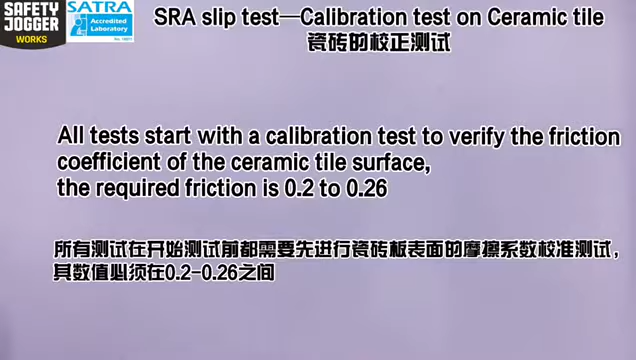 SAFETY
JOGGER
WORKS
SATRA
Accredited
Laboratory
SRA slip test—Calibration test on Ceramic tile
瓷砖的校正测试
All tests start with a calibration test to verify the friction
coefficient of the ceramic tile surface,
the required friction is 0.2 to 0.26
所有测试在开始测试前都需要先进行瓷砖板表面的摩擦系数校准测试，
其数值必须在0.2-0.26之间